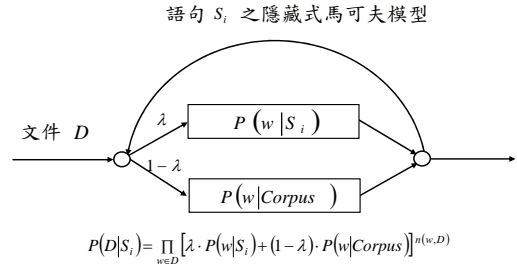 語句 S_i 之隱藏式馬可夫模型
λ
P(w|S_i)
文件 D
1−λ
P(w|Corpus)
P(D|S_i)=∏_{w∈D}[λ·P(w|S_i)+(1−λ)·P(w|Corpus)]^{n(w,D)}